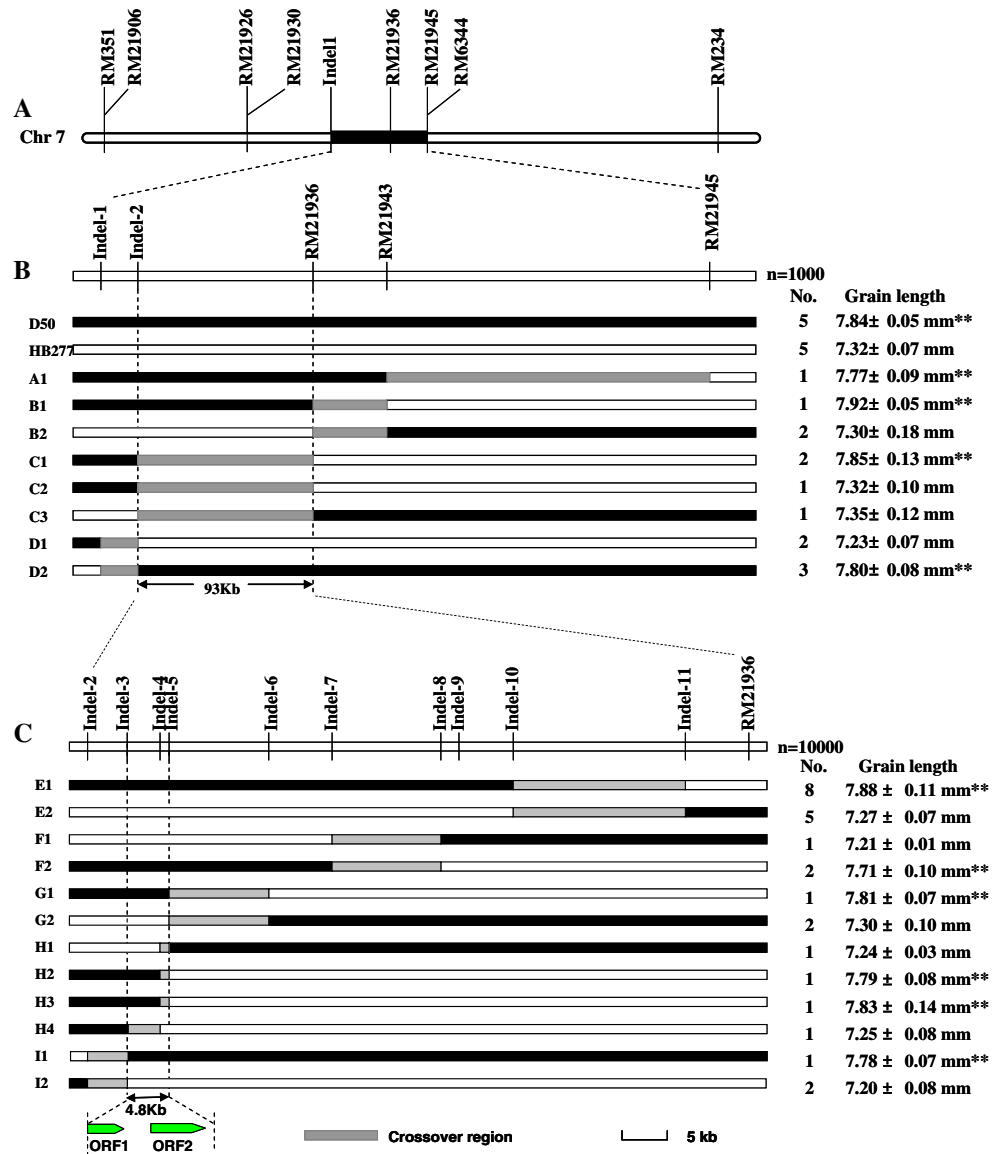 RM351
RM21906
RM21926
RM21930
Indel1
RM21936
RM21945
RM6344
RM234
A
Chr 7
Indel-1
Indel-2
RM21936
RM21943
RM21945
B
n=1000
No. Grain length
D50 5 7.84± 0.05 mm**
HB277 5 7.32± 0.07 mm
A1 1 7.77± 0.09 mm**
B1 1 7.92± 0.05 mm**
B2 2 7.30± 0.18 mm
C1 2 7.85± 0.13 mm**
C2 1 7.32± 0.10 mm
C3 1 7.35± 0.12 mm
D1 2 7.23± 0.07 mm
D2 3 7.80± 0.08 mm**
93Kb
Indel-2
Indel-3
Indel-4
Indel-5
Indel-6
Indel-7
Indel-8
Indel-9
Indel-10
Indel-11
RM21936
C
n=10000
No. Grain length
E1 8 7.88 ± 0.11 mm**
E2 5 7.27 ± 0.07 mm
F1 1 7.21 ± 0.01 mm
F2 2 7.71 ± 0.10 mm**
G1 1 7.81 ± 0.07 mm**
G2 2 7.30 ± 0.10 mm
H1 1 7.24 ± 0.03 mm
H2 1 7.79 ± 0.08 mm**
H3 1 7.83 ± 0.14 mm**
H4 1 7.25 ± 0.08 mm
I1 1 7.78 ± 0.07 mm**
I2 2 7.20 ± 0.08 mm
4.8Kb
ORF1 ORF2
Crossover region
5 kb